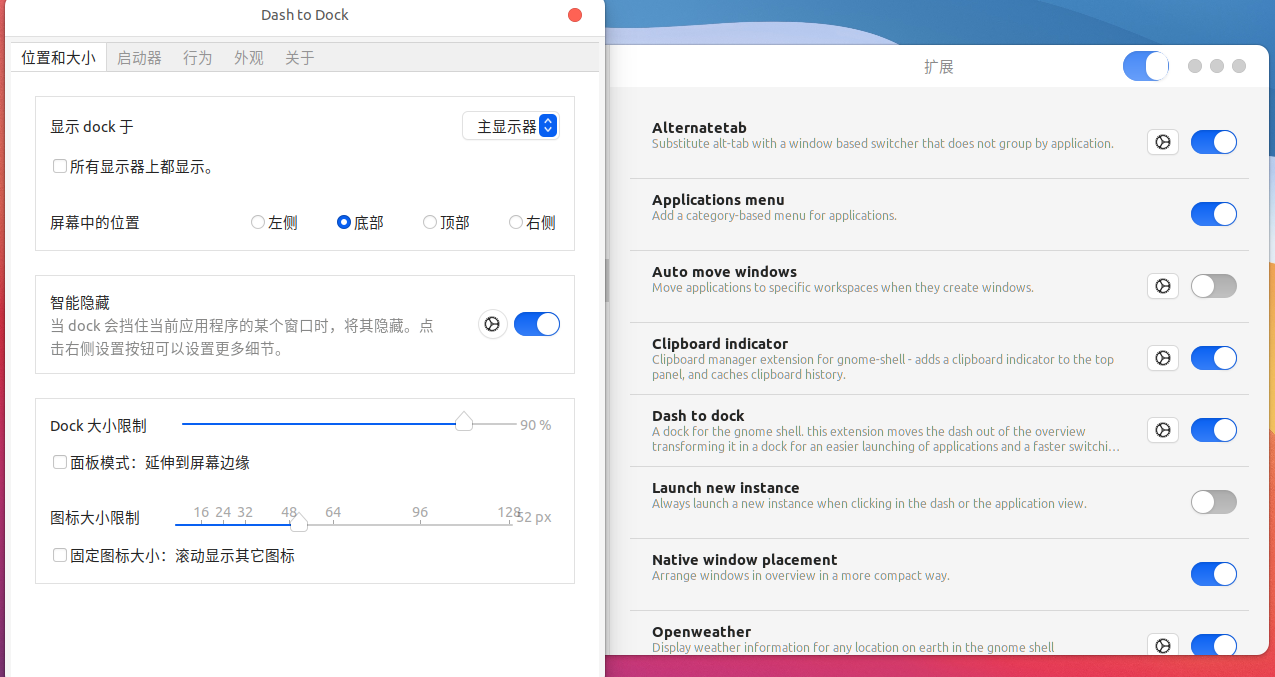 Dash to Dock
位置和大小 启动器 行为 外观 关于
显示 dock 于 主显示器
所有显示器上都显示。
屏幕中的位置 左侧 底部 顶部 右侧
智能隐藏
当 dock 会挡住当前应用程序的某个窗口时，将其隐藏。点
击右侧设置按钮可以设置更多细节。
Dock 大小限制 90 %
面板模式：延伸到屏幕边缘
16 24 32 48 64 96 128
图标大小限制 52 px
固定图标大小：滚动显示其它图标
扩展
Alternatetab
Substitute alt-tab with a window based switcher that does not group by application.
Applications menu
Add a category-based menu for applications.
Auto move windows
Move applications to specific workspaces when they create windows.
Clipboard indicator
Clipboard manager extension for gnome-shell - adds a clipboard indicator to the top
panel, and caches clipboard history.
Dash to dock
A dock for the gnome shell. this extension moves the dash out of the overview
transforming it in a dock for an easier launching of applications and a faster switchi…
Launch new instance
Always launch a new instance when clicking in the dash or the application view.
Native window placement
Arrange windows in overview in a more compact way.
Openweather
Display weather information for any location on earth in the gnome shell